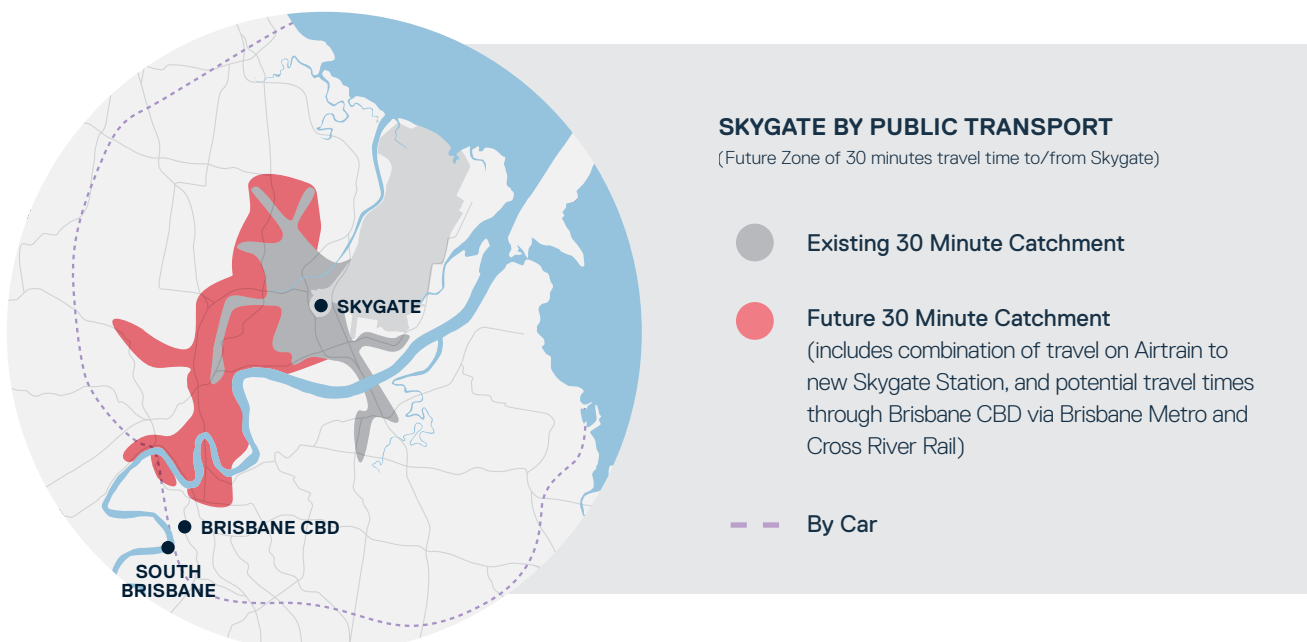 SKYGATE BY PUBLIC TRANSPORT
(Future Zone of 30 minutes travel time to/from Skygate)
Existing 30 Minute Catchment
Future 30 Minute Catchment
(includes combination of travel on Airtrain to
new Skygate Station, and potential travel times
through Brisbane CBD via Brisbane Metro and
Cross River Rail)
By Car
SKYGATE
BRISBANE CBD
SOUTH
BRISBANE